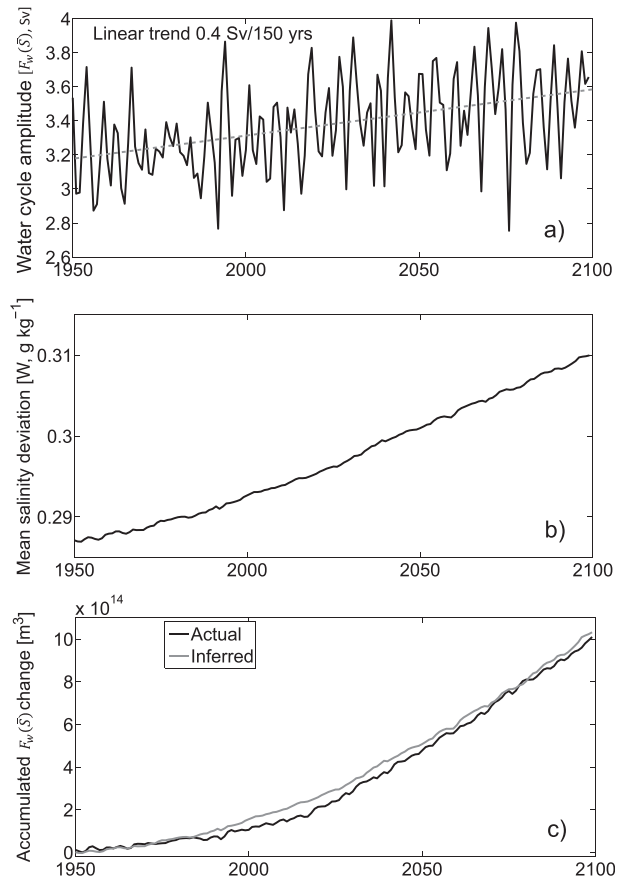 Water cycle amplitude [F_w(S̄), Sv]
Linear trend 0.4 Sv/150 yrs
4
3.8
3.6
3.4
3.2
3
2.8
2.6
a)
1950 2000 2050 2100
Mean salinity deviation [W, g kg⁻¹]
0.31
0.3
0.29
b)
1950 2000 2050 2100
Accumulated F_w(S̄) change [m³]
x 10¹⁴
Actual
Inferred
10
8
6
4
2
0
c)
1950 2000 2050 2100